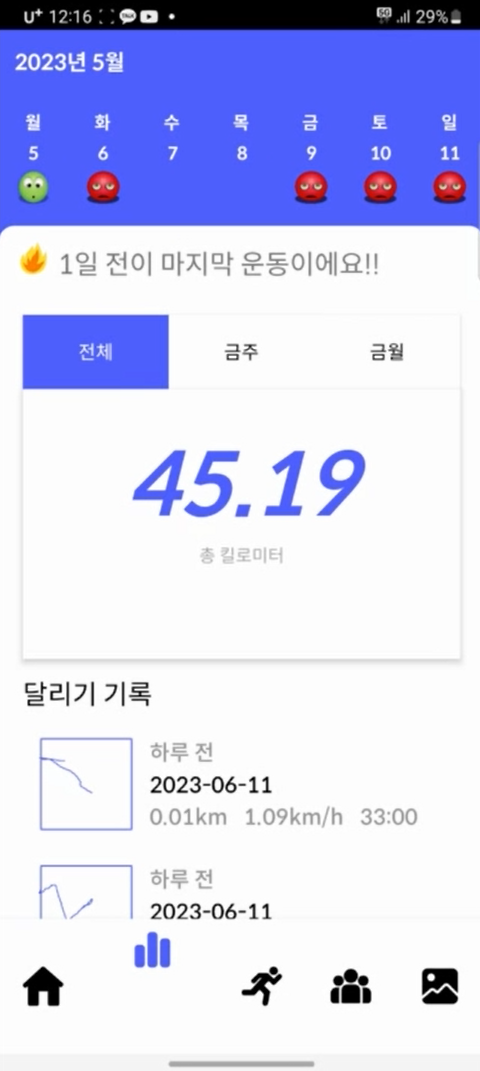 U+ 12:16 TALK 5G 29%
2023년 5월
월 화 수 목 금 토 일
5 6 7 8 9 10 11
1일 전이 마지막 운동이에요!!
전체 금주 금월
45.19
총 킬로미터
달리기 기록
하루 전
2023-06-11
0.01km 1.09km/h 33:00
하루 전
2023-06-11